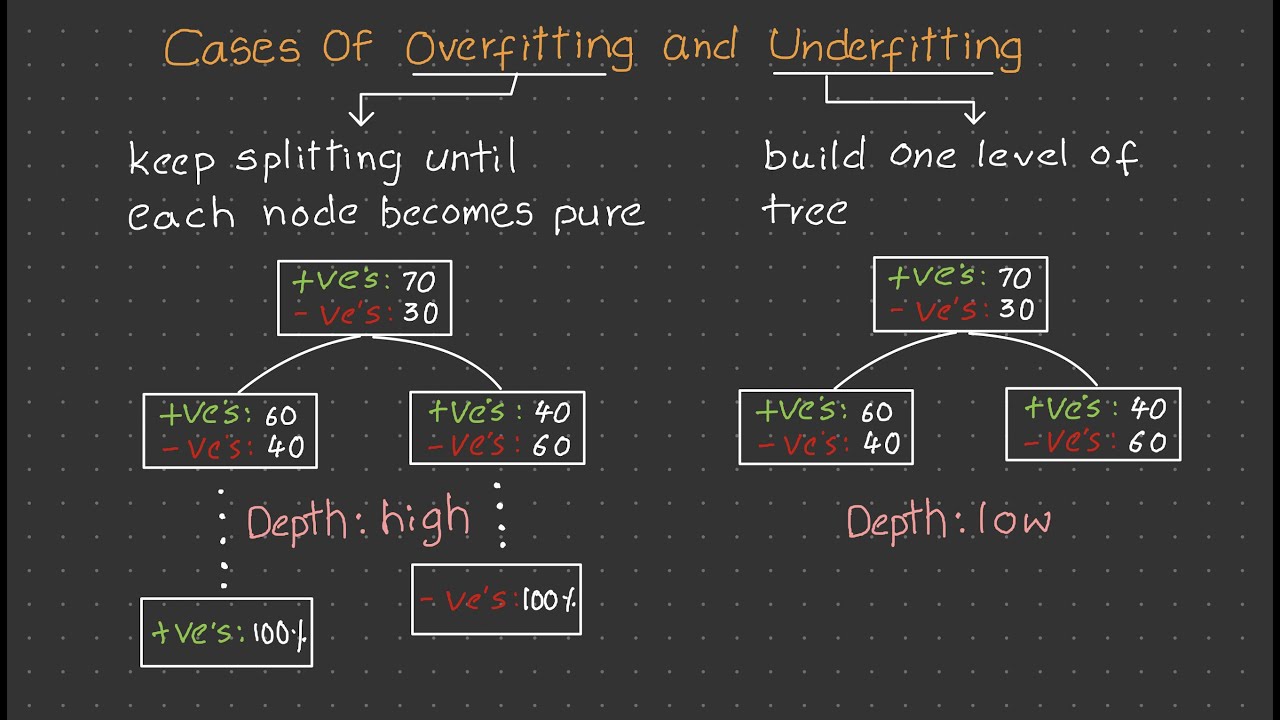 Cases Of Overfitting and Underfitting
keep splitting until
each node becomes pure
+ve's: 70
- ve's: 30
+ve's: 60
- ve's: 40
+ve's: 40
- ve's: 60
Depth: high
+ve's: 100%
- ve's: 100%
build one level of
tree
+ve's: 70
- ve's: 30
+ve's: 60
- ve's: 40
+ve's: 40
- ve's: 60
Depth: low